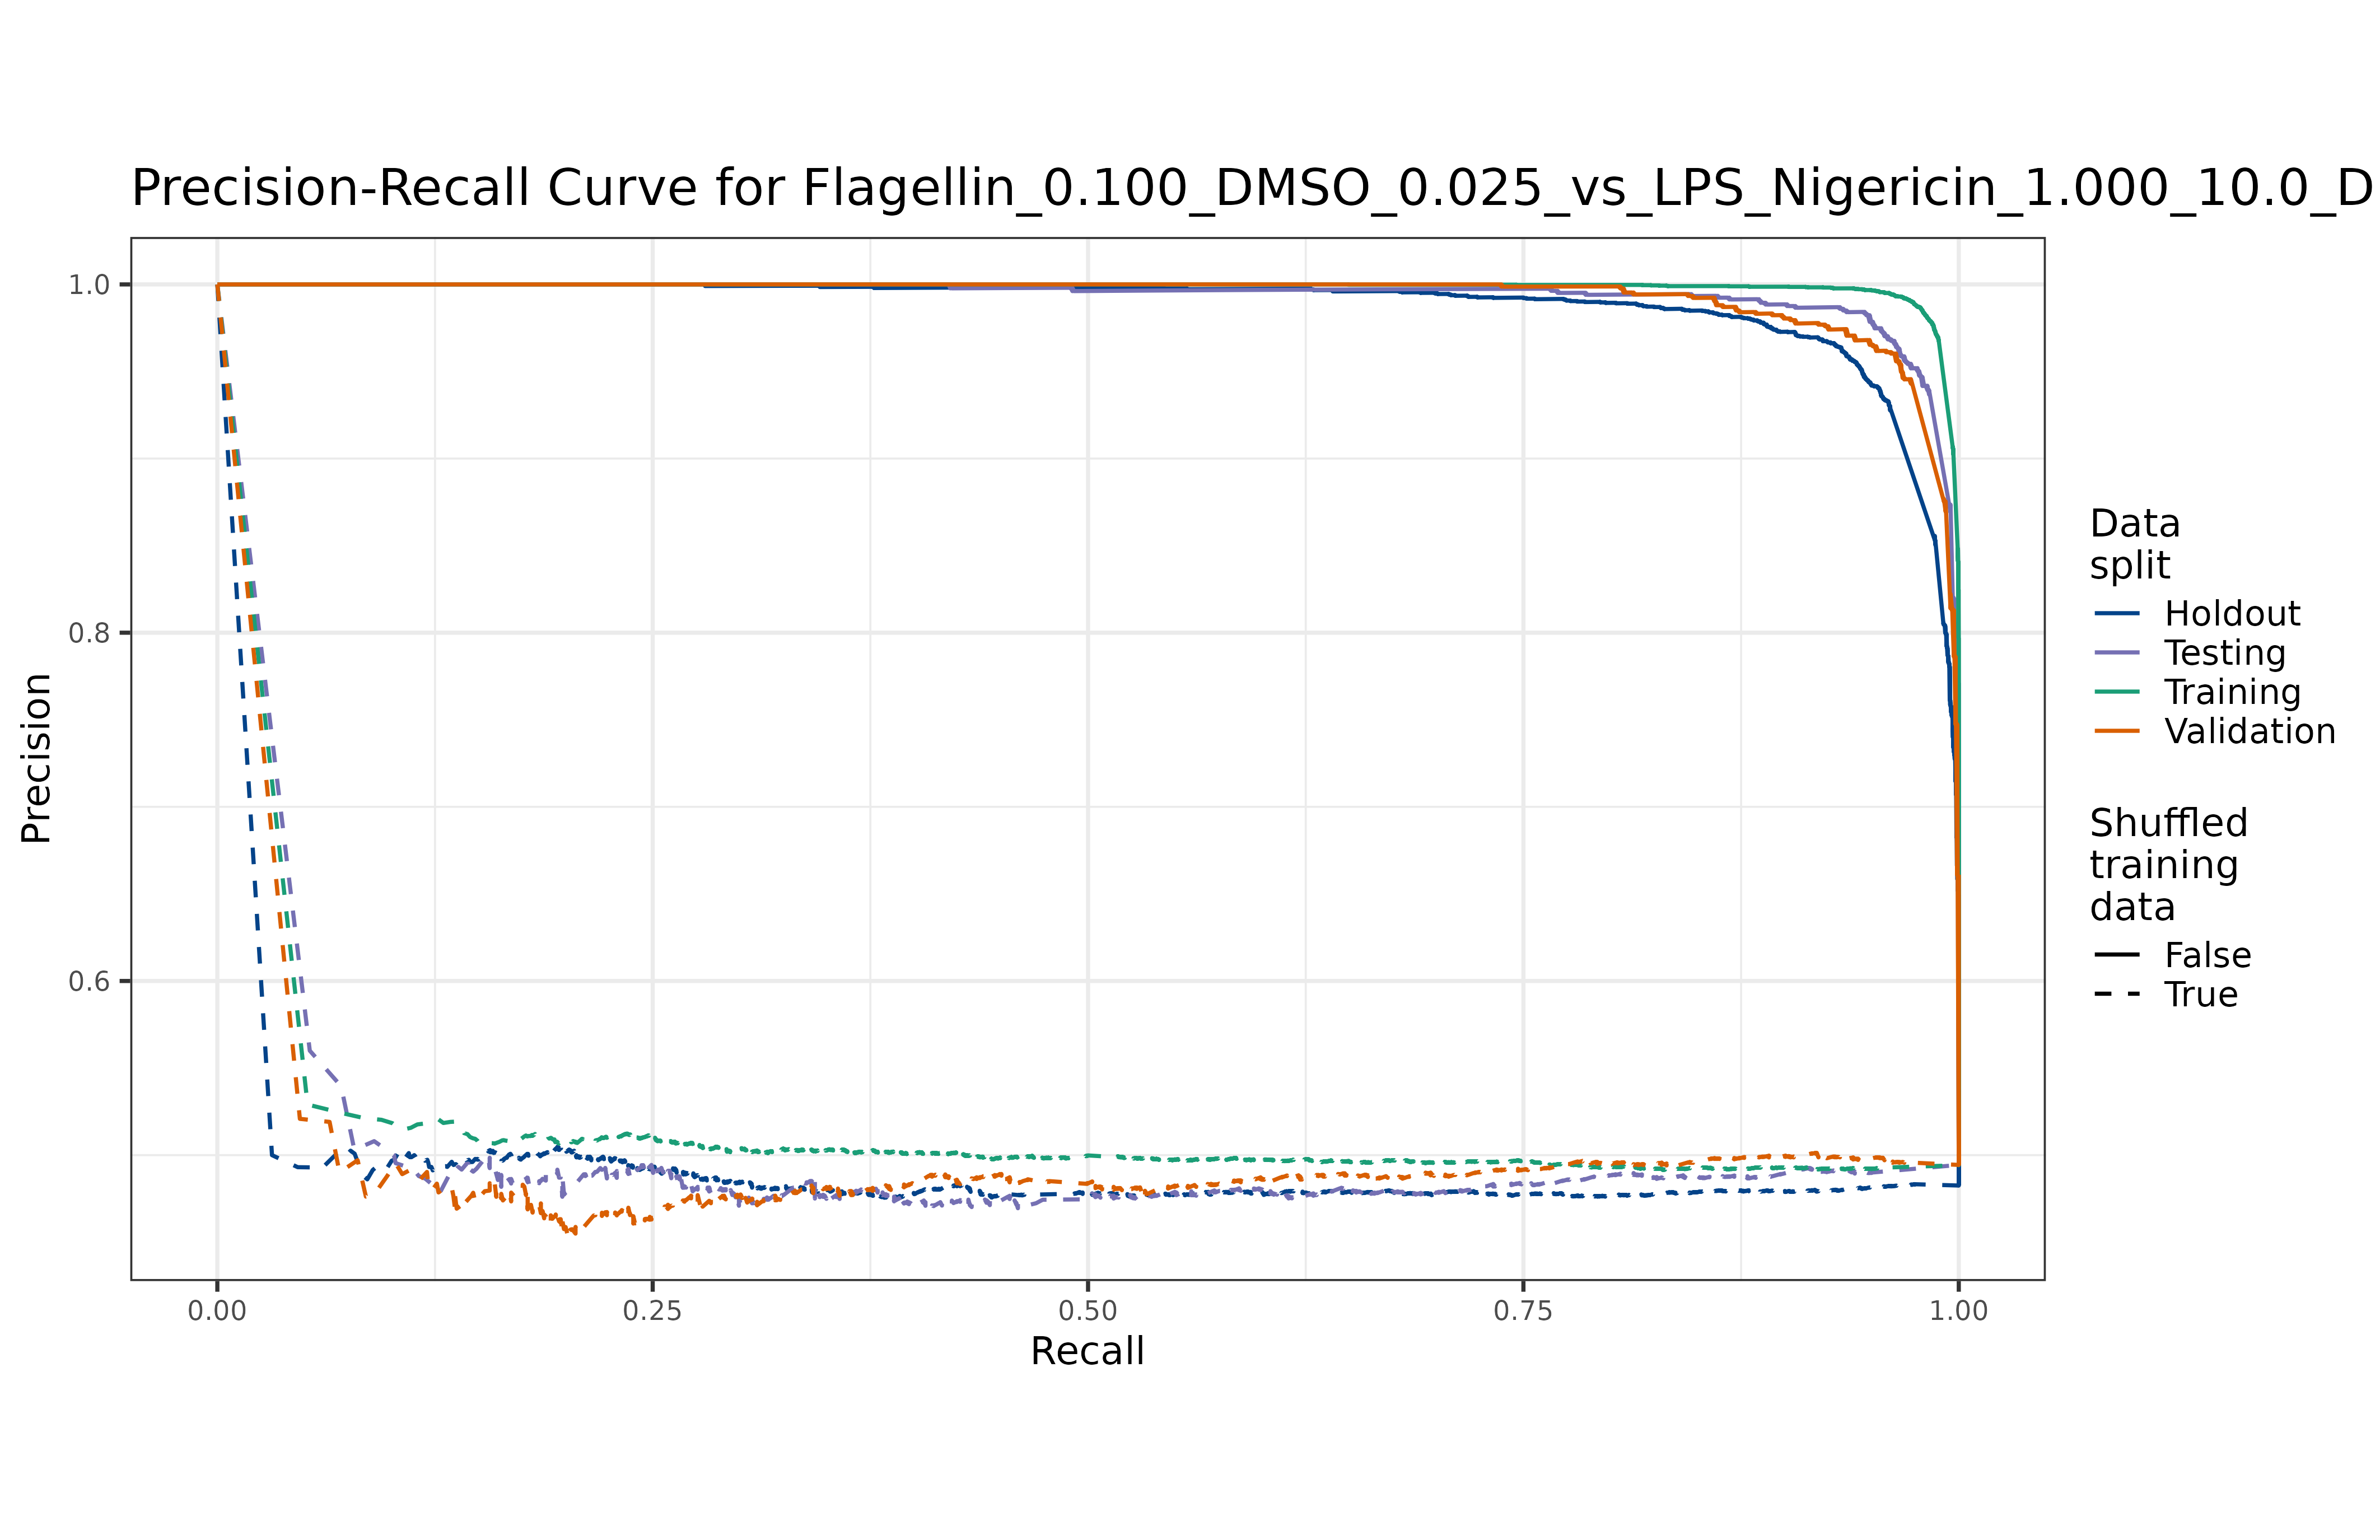 Precision-Recall Curve for Flagellin_0.100_DMSO_0.025_vs_LPS_Nigericin_1.000_10.0_D
1.0
0.8
0.6
Precision
0.00 0.25 0.50 0.75 1.00
Recall
Data
split
Holdout
Testing
Training
Validation
Shuffled
training
data
False
True